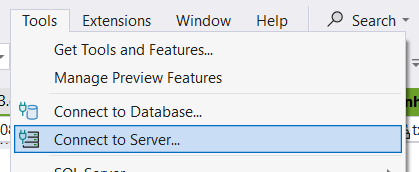 Tools Extensions Window Help Search
Get Tools and Features...
Manage Preview Features
Connect to Database...
Connect to Server...
SQL Server